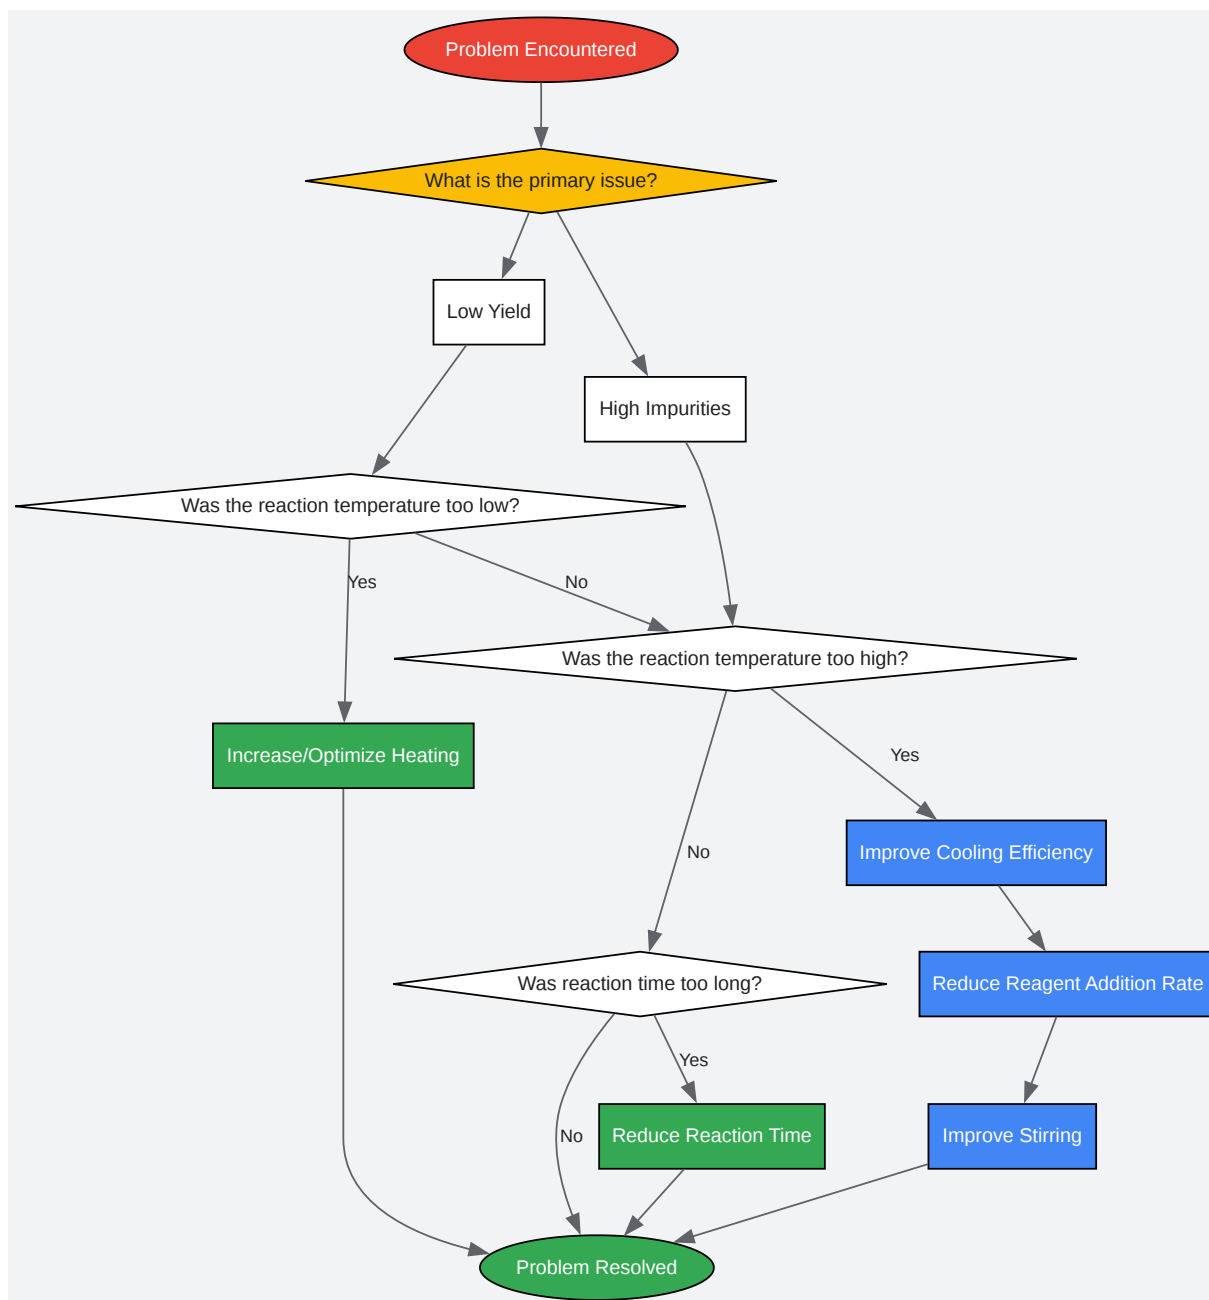 Problem Encountered
What is the primary issue?
Low Yield
High Impurities
Was the reaction temperature too low?
Yes
No
Was the reaction temperature too high?
Increase/Optimize Heating
Yes
No
Improve Cooling Efficiency
Was reaction time too long?
Reduce Reagent Addition Rate
Yes
No
Reduce Reaction Time
Improve Stirring
Problem Resolved